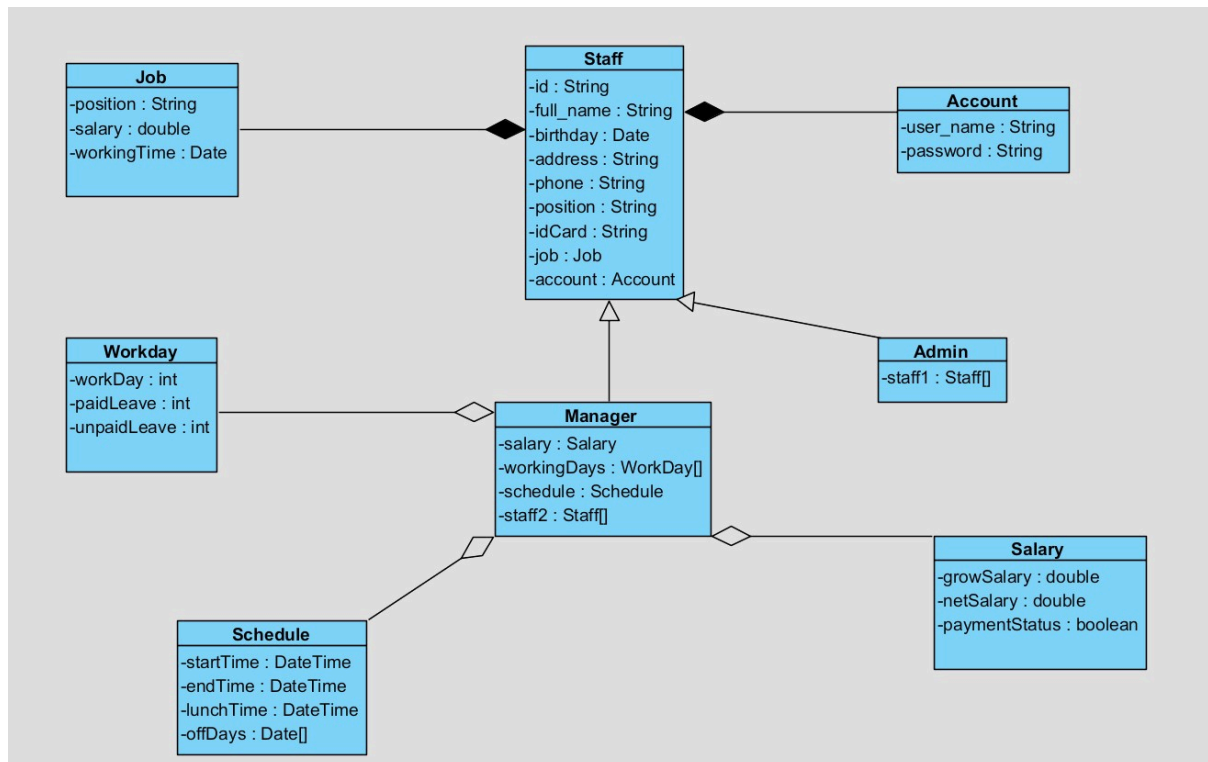 Staff
-id : String
-full_name : String
-birthday : Date
-address : String
-phone : String
-position : String
-idCard : String
-job : Job
-account : Account
Job
-position : String
-salary : double
-workingTime : Date
Account
-user_name : String
-password : String
Workday
-workDay : int
-paidLeave : int
-unpaidLeave : int
Admin
-staff1 : Staff[]
Manager
-salary : Salary
-workingDays : WorkDay[]
-schedule : Schedule
-staff2 : Staff[]
Salary
-growSalary : double
-netSalary : double
-paymentStatus : boolean
Schedule
-startTime : DateTime
-endTime : DateTime
-lunchTime : DateTime
-offDays : Date[]